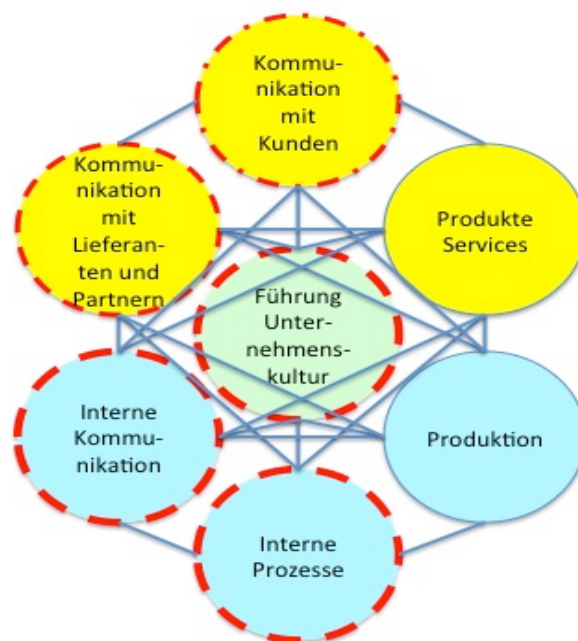 Kommu-
nikation
mit
Kunden
Kommu-
nikation
mit
Lieferan-
ten und
Partnern
Produkte
Services
Führung
Unter-
nehmens-
kultur
Interne
Kommu-
nikation
Produktion
Interne
Prozesse